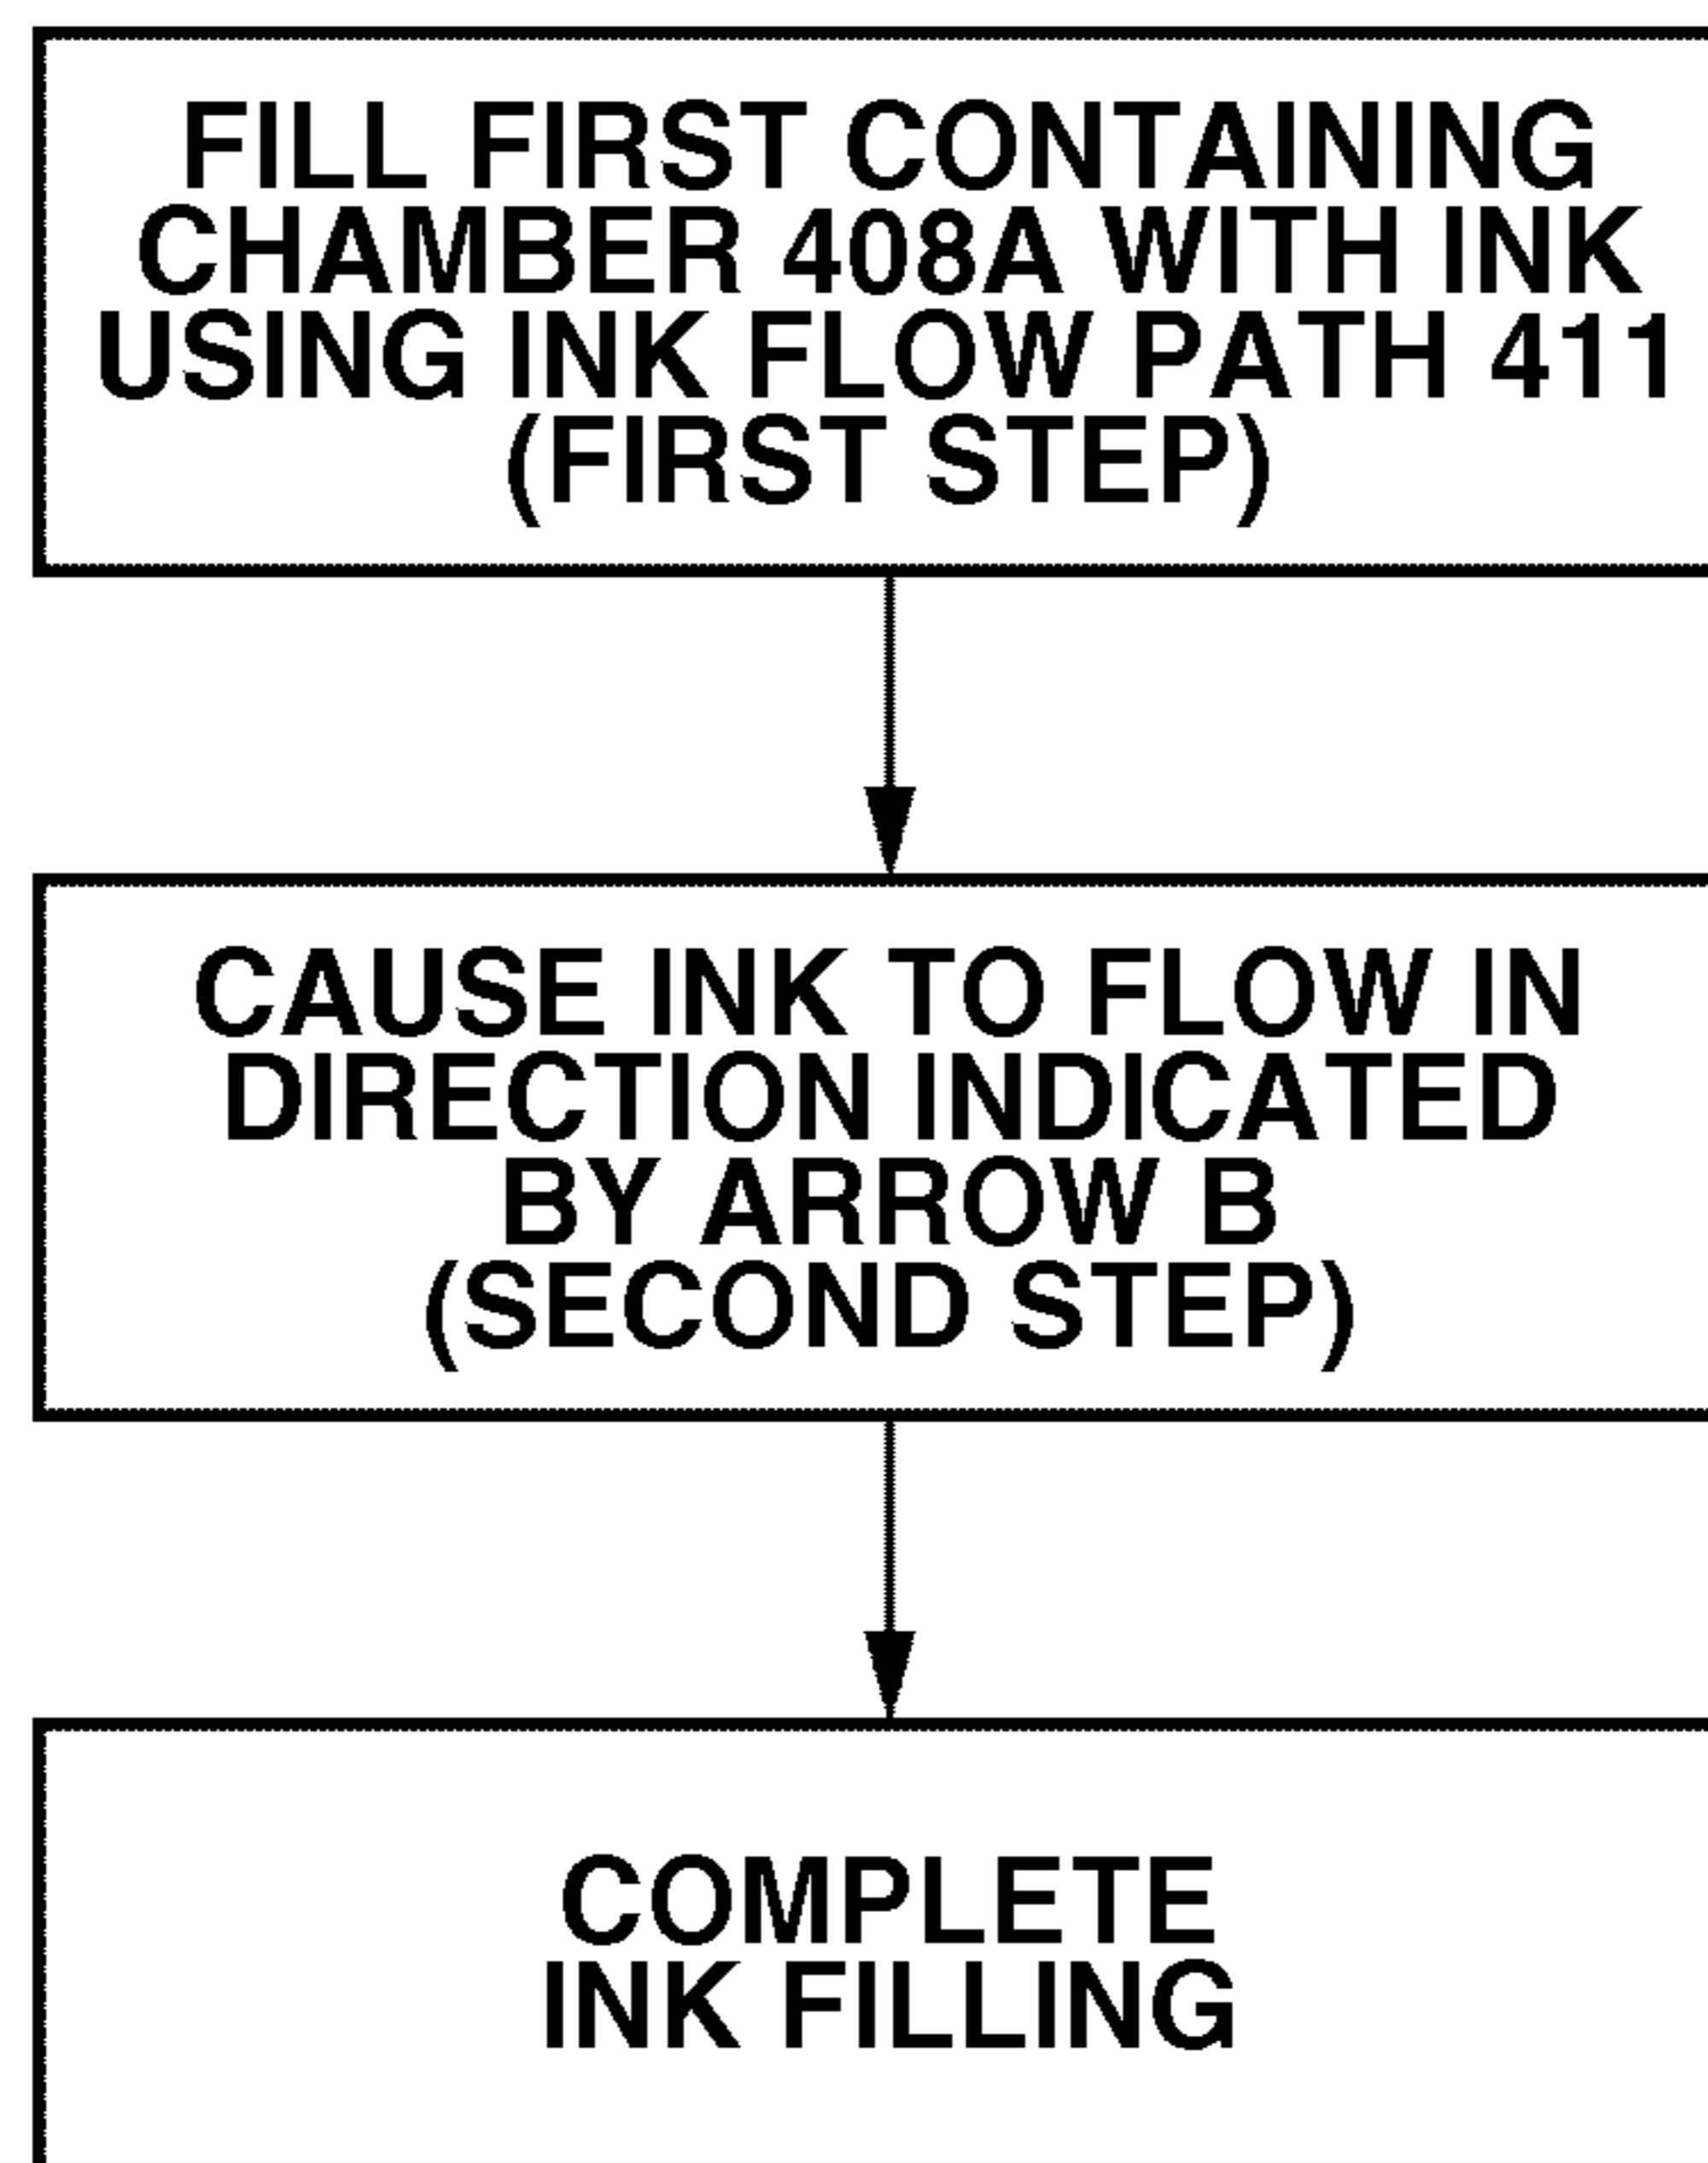 FILL FIRST CONTAINING
CHAMBER 408A WITH INK
USING INK FLOW PATH 411
(FIRST STEP)
CAUSE INK TO FLOW IN
DIRECTION INDICATED
BY ARROW B
(SECOND STEP)
COMPLETE
INK FILLING